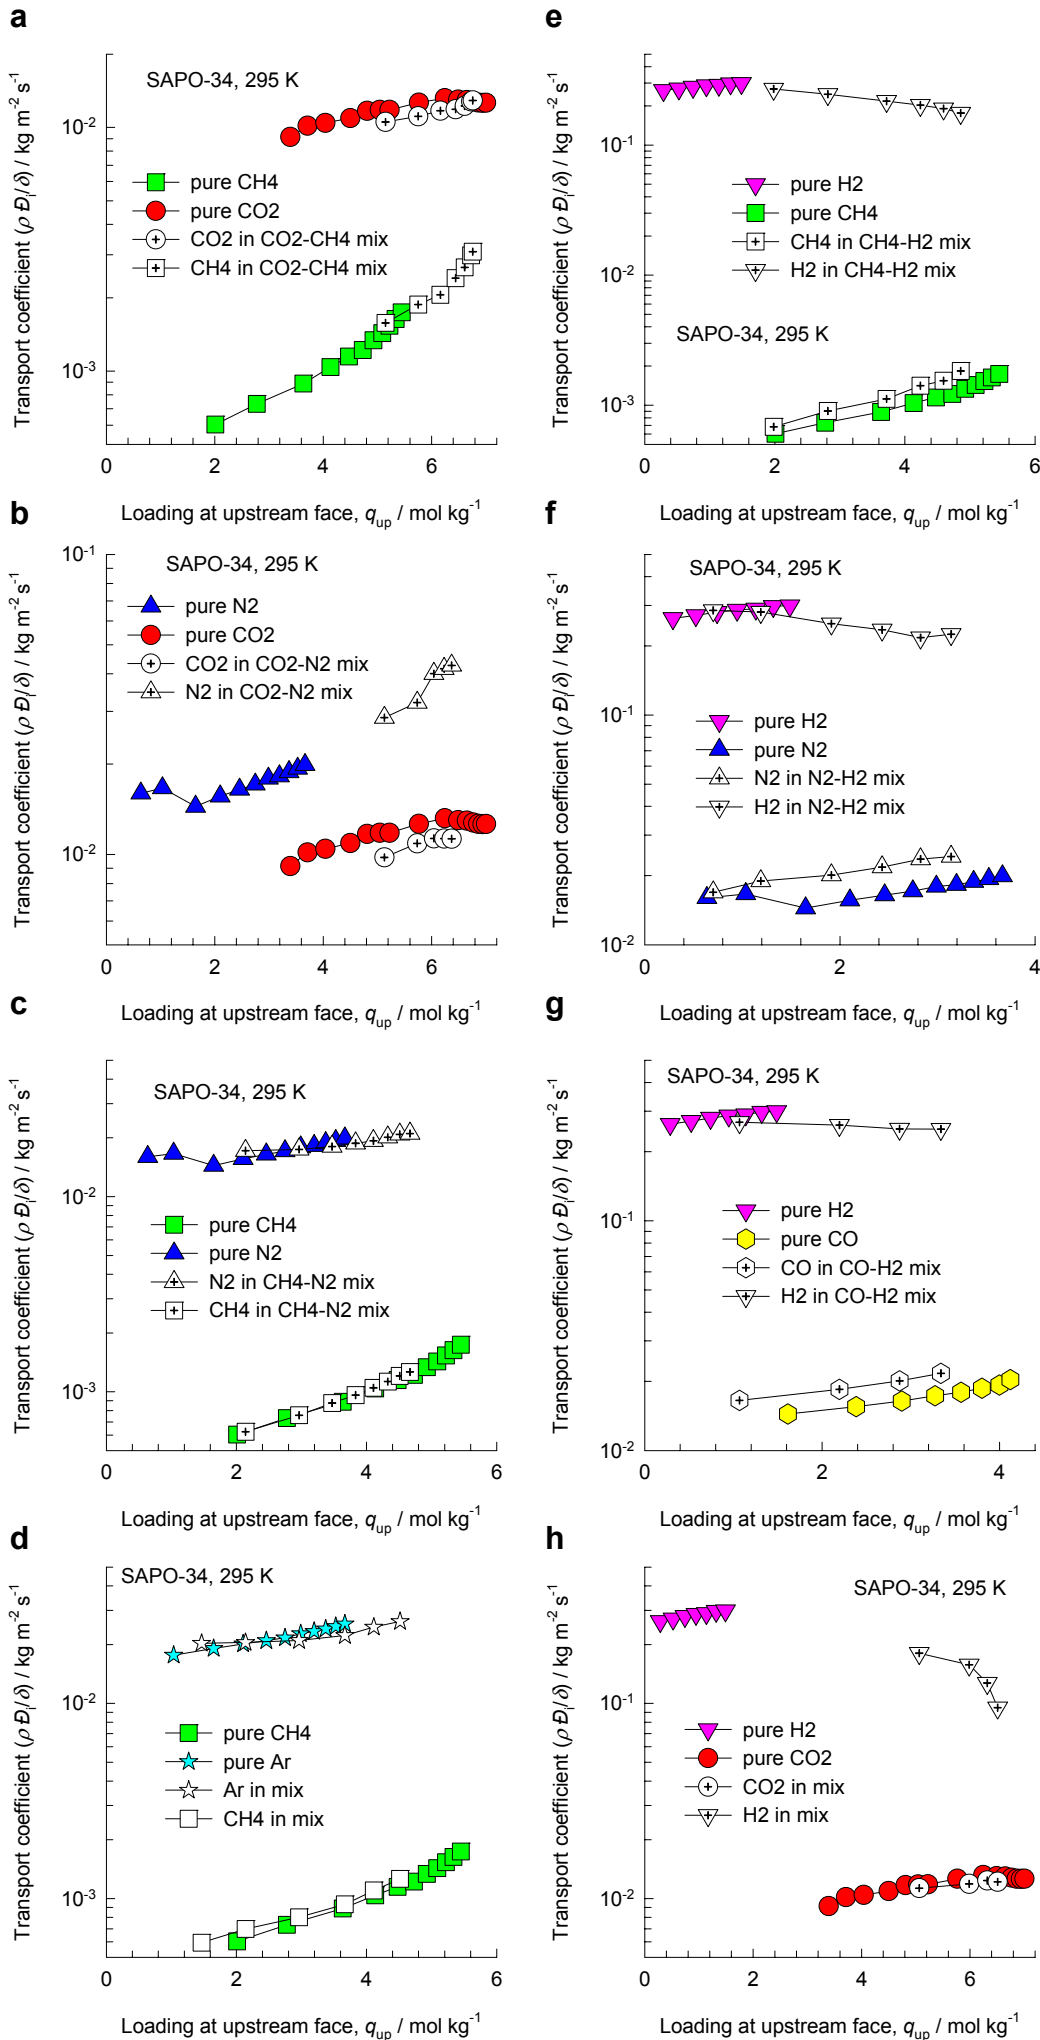 a
SAPO-34, 295 K
10⁻²
10⁻³
pure CH4
pure CO2
CO2 in CO2-CH4 mix
CH4 in CO2-CH4 mix
Transport coefficient (ρ Đᵢ/δ) / kg m⁻² s⁻¹
0 2 4 6
Loading at upstream face, q_up / mol kg⁻¹
b
10⁻¹
SAPO-34, 295 K
pure N2
pure CO2
CO2 in CO2-N2 mix
N2 in CO2-N2 mix
10⁻²
Transport coefficient (ρ Đᵢ/δ) / kg m⁻² s⁻¹
0 2 4 6
Loading at upstream face, q_up / mol kg⁻¹
c
SAPO-34, 295 K
10⁻²
pure CH4
pure N2
N2 in CH4-N2 mix
CH4 in CH4-N2 mix
10⁻³
Transport coefficient (ρ Đᵢ/δ) / kg m⁻² s⁻¹
0 2 4 6
Loading at upstream face, q_up / mol kg⁻¹
d
SAPO-34, 295 K
10⁻²
pure CH4
pure Ar
Ar in mix
CH4 in mix
10⁻³
Transport coefficient (ρ Đᵢ/δ) / kg m⁻² s⁻¹
0 2 4 6
Loading at upstream face, q_up / mol kg⁻¹
e
10⁻¹
pure H2
pure CH4
CH4 in CH4-H2 mix
H2 in CH4-H2 mix
10⁻²
SAPO-34, 295 K
10⁻³
Transport coefficient (ρ Đᵢ/δ) / kg m⁻² s⁻¹
0 2 4 6
Loading at upstream face, q_up / mol kg⁻¹
f
SAPO-34, 295 K
10⁻¹
pure H2
pure N2
N2 in N2-H2 mix
H2 in N2-H2 mix
10⁻²
Transport coefficient (ρ Đᵢ/δ) / kg m⁻² s⁻¹
0 2 4
Loading at upstream face, q_up / mol kg⁻¹
g
SAPO-34, 295 K
10⁻¹
pure H2
pure CO
CO in CO-H2 mix
H2 in CO-H2 mix
10⁻²
Transport coefficient (ρ Đᵢ/δ) / kg m⁻² s⁻¹
0 2 4
Loading at upstream face, q_up / mol kg⁻¹
h
SAPO-34, 295 K
10⁻¹
pure H2
pure CO2
CO2 in mix
H2 in mix
10⁻²
Transport coefficient (ρ Đᵢ/δ) / kg m⁻² s⁻¹
0 2 4 6
Loading at upstream face, q_up / mol kg⁻¹